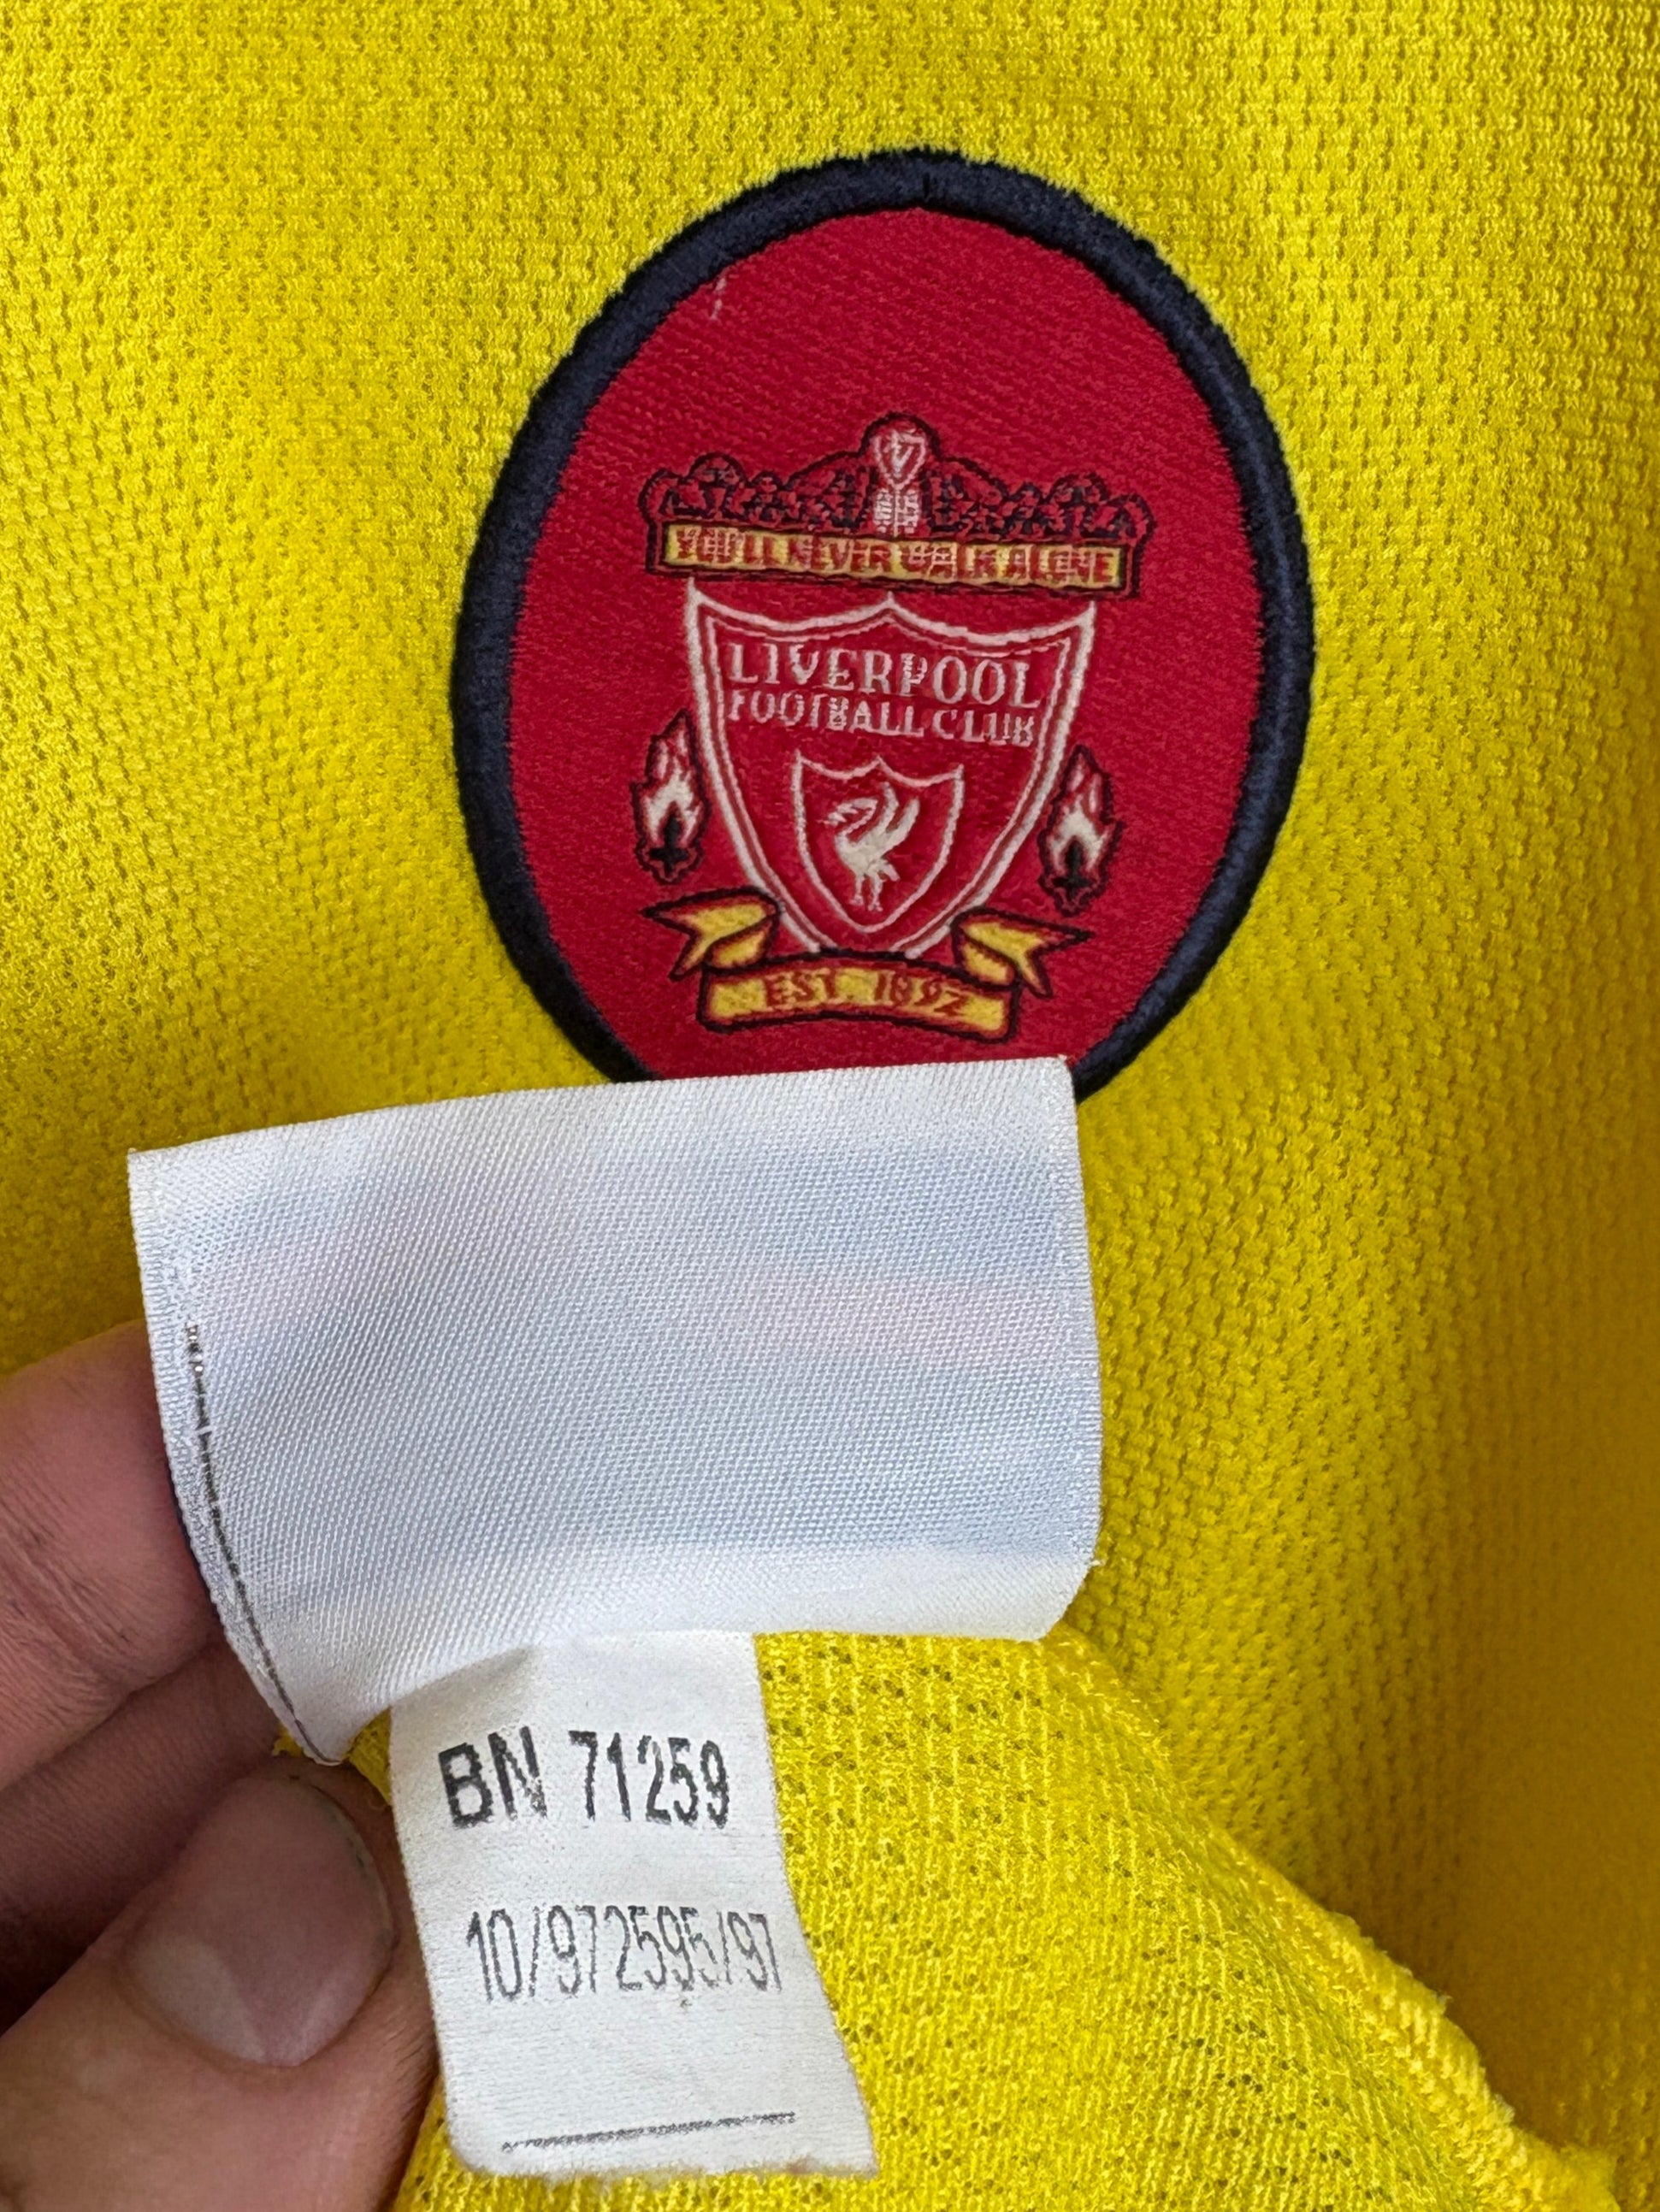 YOU'LL NEVER WALK ALONE
LIVERPOOL
FOOTBALL CLUB
EST 1892
BN 71259
10/972595/97